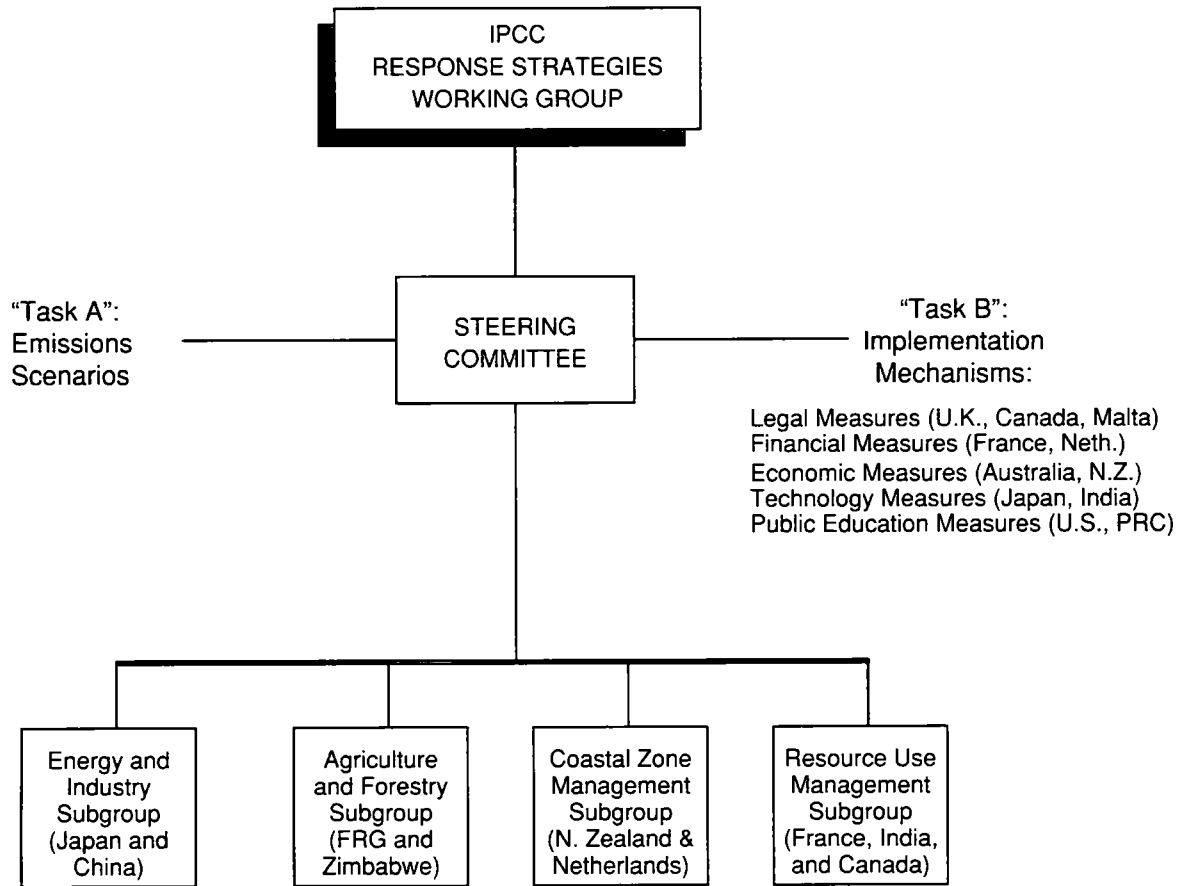 IPCC
RESPONSE STRATEGIES
WORKING GROUP
"Task A":
Emissions
Scenarios
STEERING
COMMITTEE
"Task B":
Implementation
Mechanisms:
Legal Measures (U.K., Canada, Malta)
Financial Measures (France, Neth.)
Economic Measures (Australia, N.Z.)
Technology Measures (Japan, India)
Public Education Measures (U.S., PRC)
Energy and
Industry
Subgroup
(Japan and
China)
Agriculture
and Forestry
Subgroup
(FRG and
Zimbabwe)
Coastal Zone
Management
Subgroup
(N. Zealand &
Netherlands)
Resource Use
Management
Subgroup
(France, India,
and Canada)